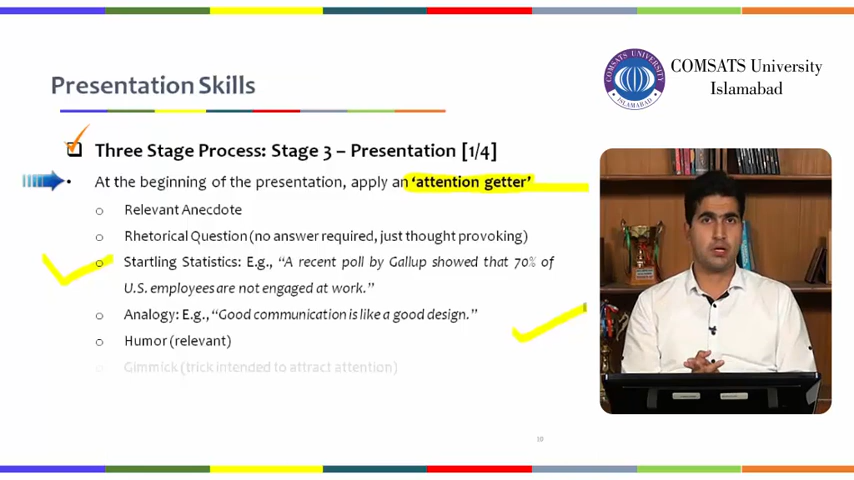 COMSATS University
Islamabad
COMSATS UNIVERSITY
ISLAMABAD
Presentation Skills
Three Stage Process: Stage 3 – Presentation [1/4]
• At the beginning of the presentation, apply an ‘attention getter’
o Relevant Anecdote
o Rhetorical Question (no answer required, just thought provoking)
o Startling Statistics: E.g., “A recent poll by Gallup showed that 70% of
U.S. employees are not engaged at work.”
o Analogy: E.g., “Good communication is like a good design.”
o Humor (relevant)
o Gimmick (trick intended to attract attention)
10